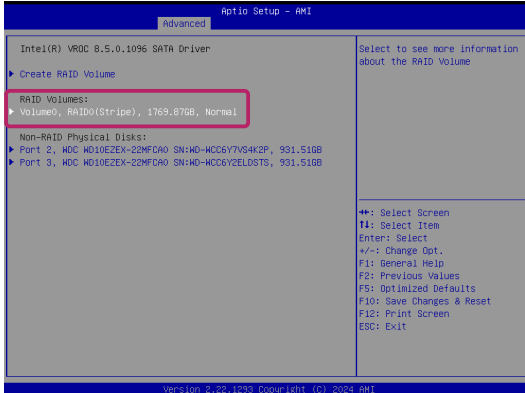 Aptio Setup - AMI
Advanced
Intel(R) VROC 8.5.0.1096 SATA Driver
Create RAID Volume
RAID Volumes:
Volume0, RAID0(Stripe), 1769.87GB, Normal
Non-RAID Physical Disks:
Port 2, WDC WD10EZEX-22MFCA0 SN:WD-WCC6Y7VS4K2P, 931.51GB
Port 3, WDC WD10EZEX-22MFCA0 SN:WD-WCC6Y2ELDSTS, 931.51GB
Select to see more information
about the RAID Volume
→←: Select Screen
↑↓: Select Item
Enter: Select
+/-: Change Opt.
F1: General Help
F2: Previous Values
F5: Optimized Defaults
F10: Save Changes & Reset
F12: Print Screen
ESC: Exit
Version 2.22.1293 Copyright (C) 2024 AMI